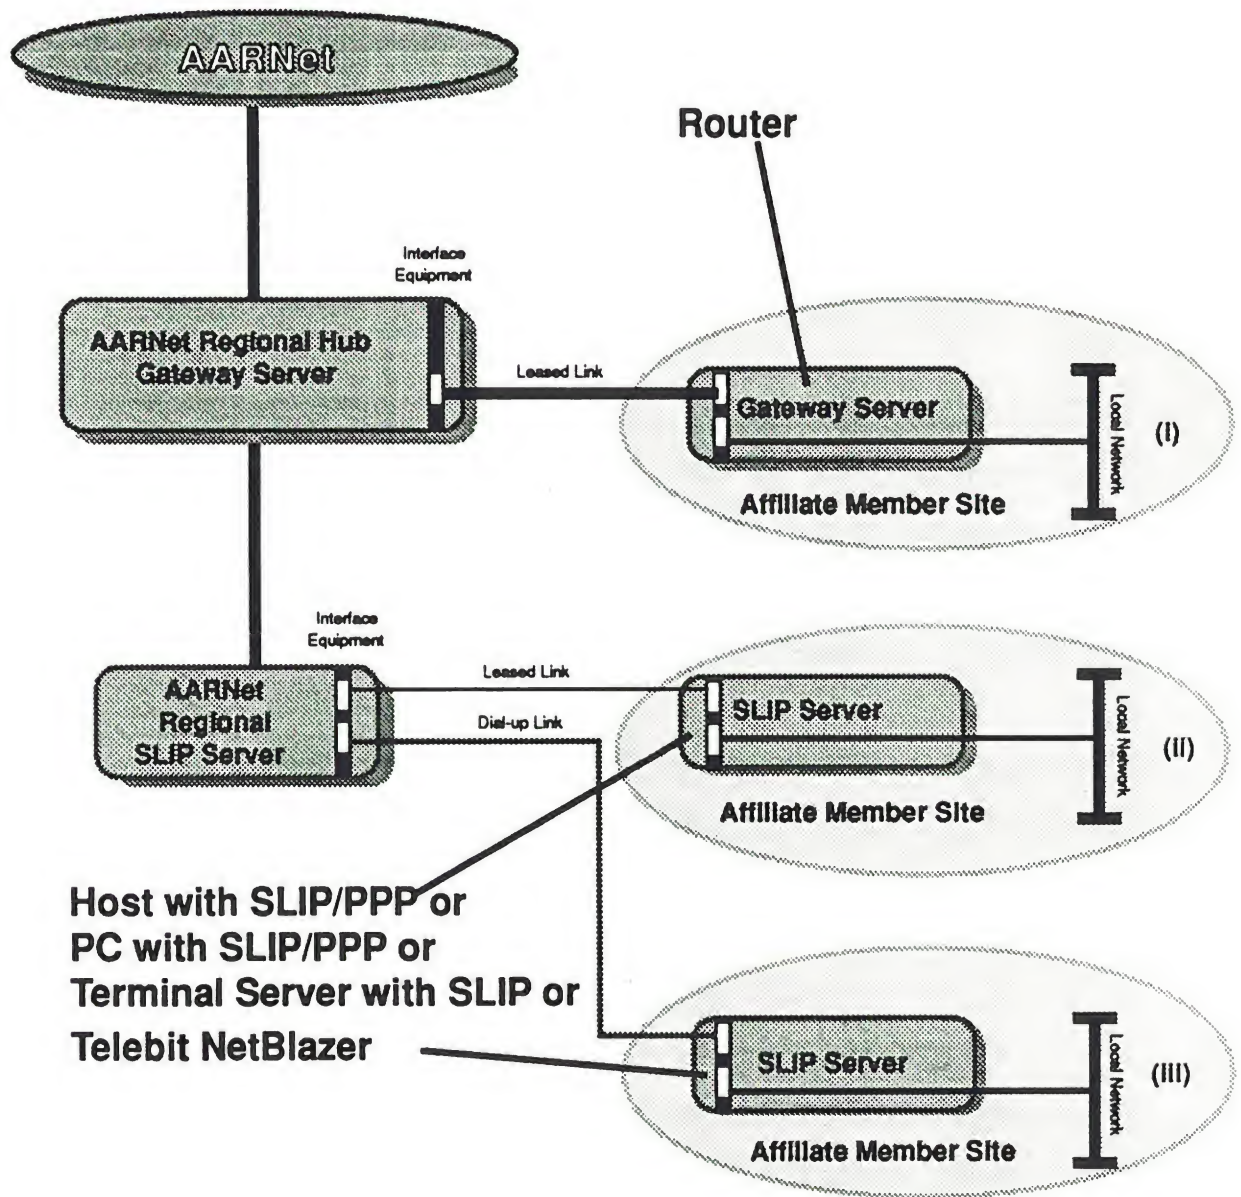 AARNet
Router
Interface
Equipment
AARNet Regional Hub
Gateway Server
Leased Link
Gateway Server
Local Network
(i)
Affiliate Member Site
Interface
Equipment
AARNet
Regional
SLIP Server
Leased Link
Dial-up Link
SLIP Server
Local Network
(ii)
Affiliate Member Site
Host with SLIP/PPP or
PC with SLIP/PPP or
Terminal Server with SLIP or
Telebit NetBlazer
SLIP Server
Local Network
(iii)
Affiliate Member Site